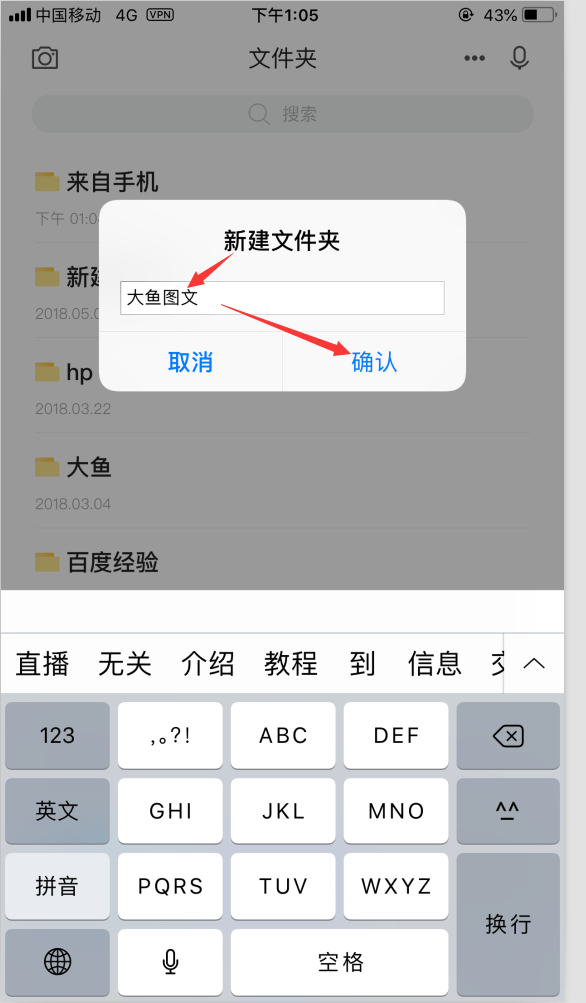 中国移动 4G VPN 下午1:05 43%
文件夹
搜索
来自手机
下午 01:0
新建文件夹
新建
大鱼图文
2018.05.0
取消 确认
hp
2018.03.22
大鱼
2018.03.04
百度经验
直播 无关 介绍 教程 到 信息
123 ,。?! ABC DEF
英文 GHI JKL MNO ^^
拼音 PQRS TUV WXYZ
换行
空格